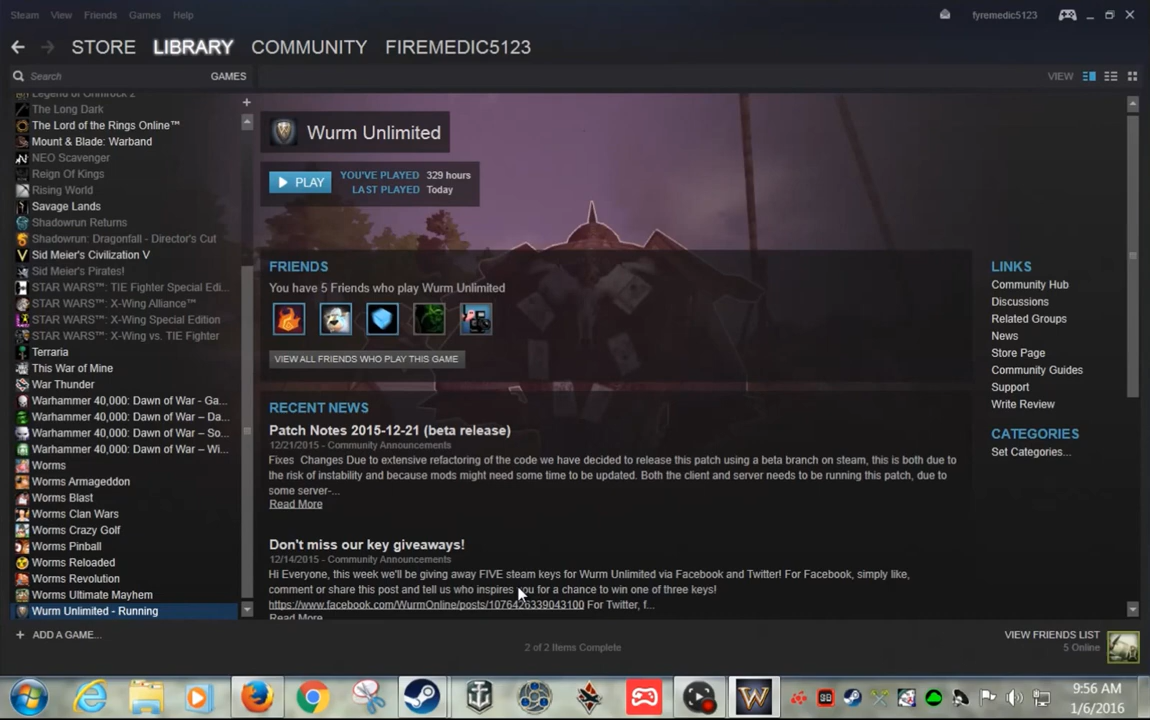 Steam View Friends Games Help
fyremedic5123
STORE LIBRARY COMMUNITY FIREMEDIC5123
Search GAMES
VIEW
Legend of Grimrock 2
The Long Dark
The Lord of the Rings Online™
Mount & Blade: Warband
NEO Scavenger
Reign Of Kings
Rising World
Savage Lands
Shadowrun Returns
Shadowrun: Dragonfall - Director's Cut
Sid Meier's Civilization V
Sid Meier's Pirates!
STAR WARS™: TIE Fighter Special Edi...
STAR WARS™: X-Wing Alliance™
STAR WARS™: X-Wing Special Edition
STAR WARS™: X-Wing vs. TIE Fighter
Terraria
This War of Mine
War Thunder
Warhammer 40,000: Dawn of War - Ga...
Warhammer 40,000: Dawn of War – Da...
Warhammer 40,000: Dawn of War – So...
Warhammer 40,000: Dawn of War – Wi...
Worms
Worms Armageddon
Worms Blast
Worms Clan Wars
Worms Crazy Golf
Worms Pinball
Worms Reloaded
Worms Revolution
Worms Ultimate Mayhem
Wurm Unlimited - Running
+ ADD A GAME...
Wurm Unlimited
PLAY
YOU'VE PLAYED 329 hours
LAST PLAYED Today
FRIENDS
You have 5 Friends who play Wurm Unlimited
VIEW ALL FRIENDS WHO PLAY THIS GAME
RECENT NEWS
Patch Notes 2015-12-21 (beta release)
12/21/2015 - Community Announcements
Fixes Changes Due to extensive refactoring of the code we have decided to release this patch using a beta branch on steam, this is both due to
the risk of instability and because mods might need some time to be updated. Both the client and server needs to be running this patch, due to
some server-...
Read More
Don't miss our key giveaways!
12/14/2015 - Community Announcements
Hi Everyone, this week we'll be giving away FIVE steam keys for Wurm Unlimited via Facebook and Twitter! For Facebook, simply like,
comment or share this post and tell us who inspires you for a chance to win one of three keys!
https://www.facebook.com/WurmOnline/posts/1076426339043100 For Twitter, f...
Read More
LINKS
Community Hub
Discussions
Related Groups
News
Store Page
Community Guides
Support
Write Review
CATEGORIES
Set Categories...
2 of 2 Items Complete
VIEW FRIENDS LIST
5 Online
9:56 AM
1/6/2016